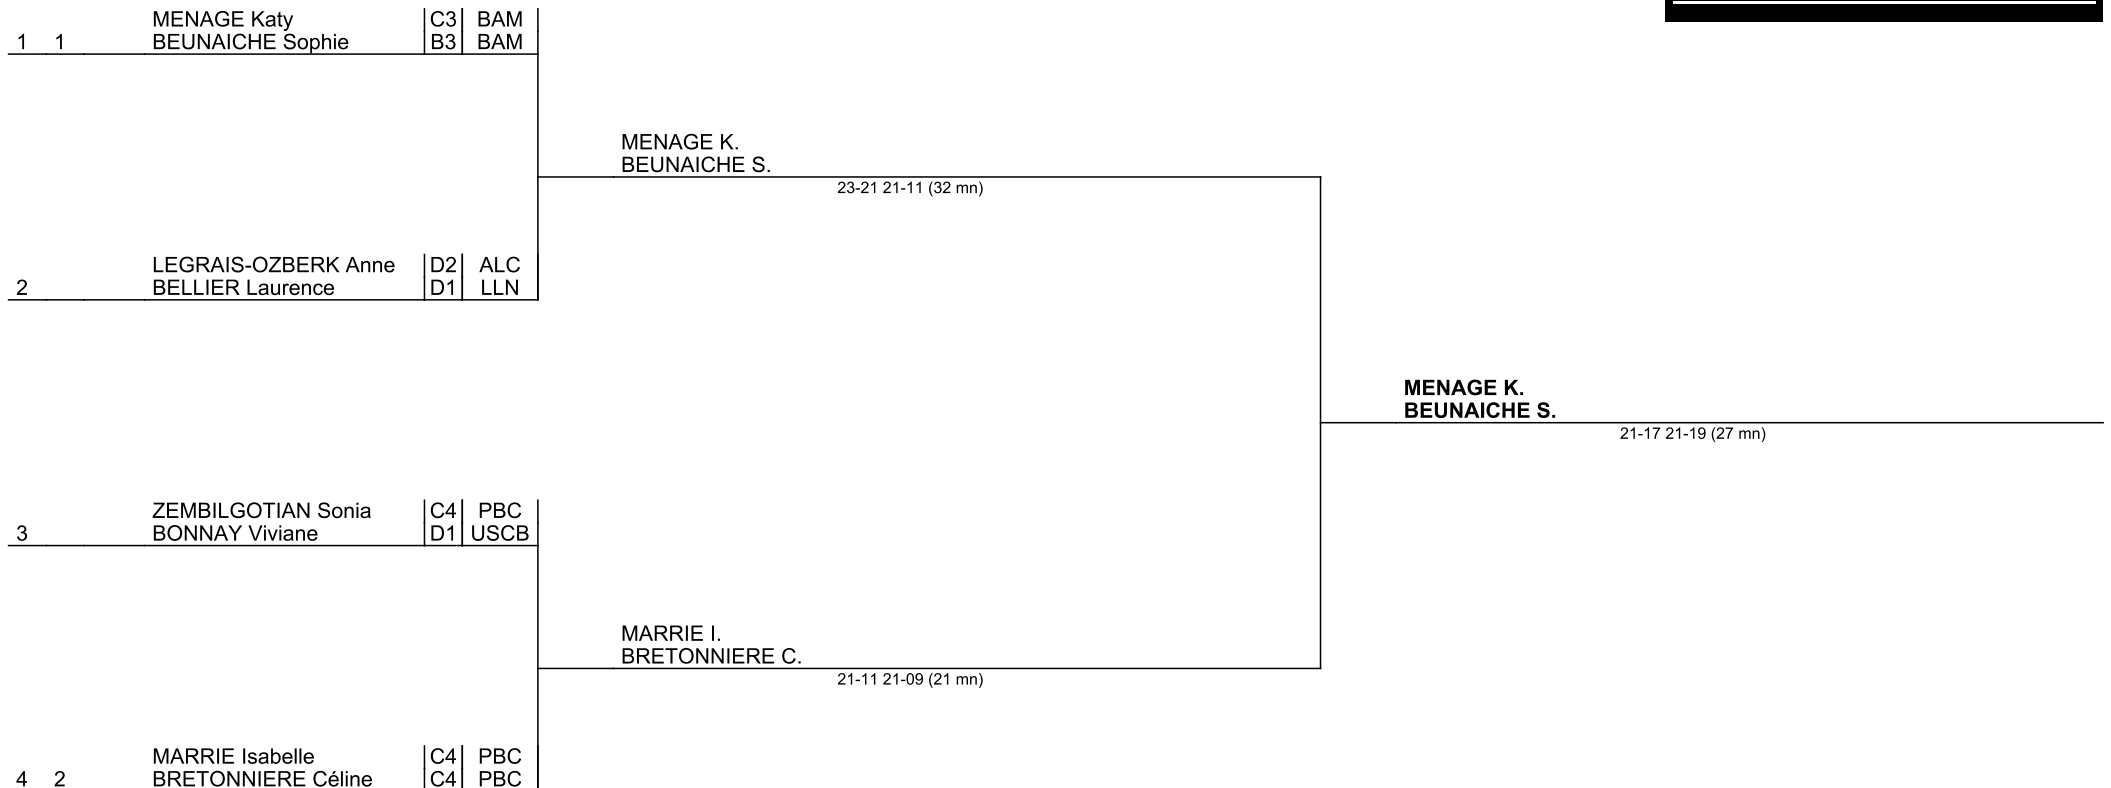 MENAGE Katy C3 BAM
1 1 BEUNAICHE Sophie B3 BAM
MENAGE K.
BEUNAICHE S.
23-21 21-11 (32 mn)
LEGRAIS-OZBERK Anne D2 ALC
2 BELLIER Laurence D1 LLN
MENAGE K.
BEUNAICHE S.
21-17 21-19 (27 mn)
ZEMBILGOTIAN Sonia C4 PBC
3 BONNAY Viviane D1 USCB
MARRIE I.
BRETONNIERE C.
21-11 21-09 (21 mn)
MARRIE Isabelle C4 PBC
4 2 BRETONNIERE Céline C4 PBC